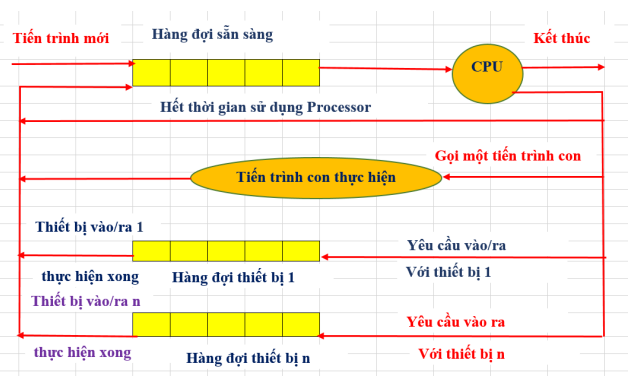 Tiến trình mới
Hàng đợi sẵn sàng
Kết thúc
CPU
Hết thời gian sử dụng Processor
Gọi một tiến trình con
Tiến trình con thực hiện
Thiết bị vào/ra 1
Yêu cầu vào/ra
thực hiện xong
Hàng đợi thiết bị 1
Với thiết bị 1
Thiết bị vào/ra n
Yêu cầu vào ra
thực hiện xong
Hàng đợi thiết bị n
Với thiết bị n